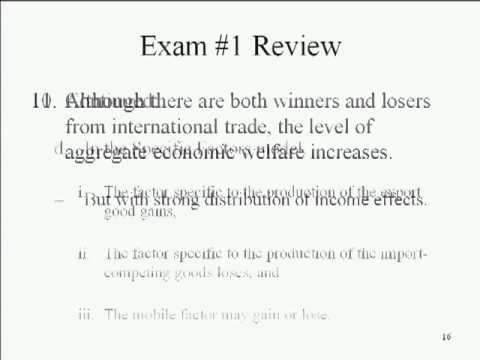 Exam #1 Review
Although there are both winners and losers
from international trade, the level of
d. In the Specific Factors model
aggregate economic welfare increases.
i. The factor specific to the production of the export
– But with strong distribution of income effects.
good gains,
ii. The factor specific to the production of the import-
competing goods loses, and
iii. The mobile factor may gain or lose.
16